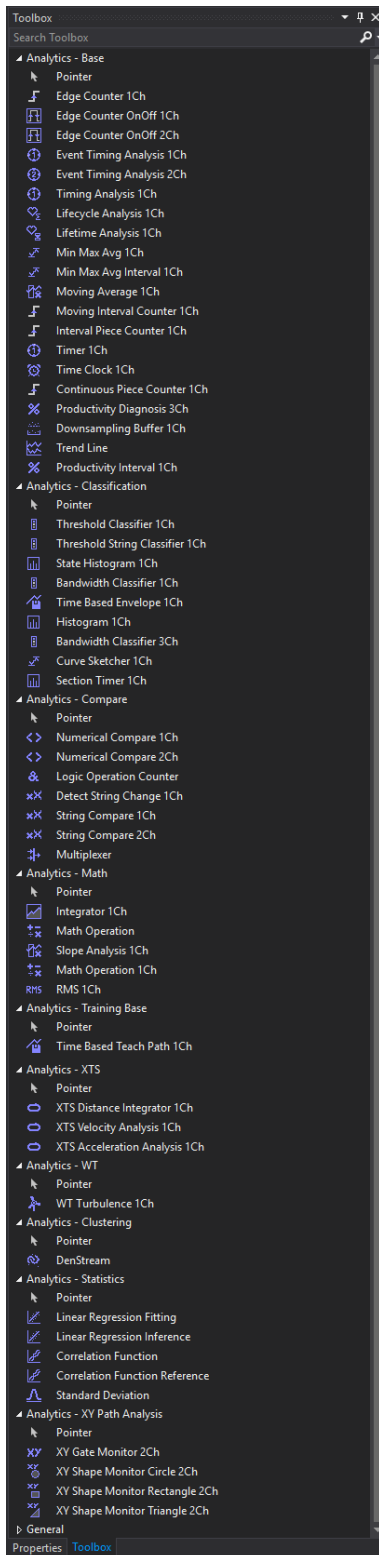 Toolbox
Search Toolbox
Analytics - Base
Pointer
Edge Counter 1Ch
Edge Counter OnOff 1Ch
Edge Counter OnOff 2Ch
Event Timing Analysis 1Ch
Event Timing Analysis 2Ch
Timing Analysis 1Ch
Lifecycle Analysis 1Ch
Lifetime Analysis 1Ch
Min Max Avg 1Ch
Min Max Avg Interval 1Ch
Moving Average 1Ch
Moving Interval Counter 1Ch
Interval Piece Counter 1Ch
Timer 1Ch
Time Clock 1Ch
Continuous Piece Counter 1Ch
Productivity Diagnosis 3Ch
Downsampling Buffer 1Ch
Trend Line
Productivity Interval 1Ch
Analytics - Classification
Pointer
Threshold Classifier 1Ch
Threshold String Classifier 1Ch
State Histogram 1Ch
Bandwidth Classifier 1Ch
Time Based Envelope 1Ch
Histogram 1Ch
Bandwidth Classifier 3Ch
Curve Sketcher 1Ch
Section Timer 1Ch
Analytics - Compare
Pointer
Numerical Compare 1Ch
Numerical Compare 2Ch
Logic Operation Counter
Detect String Change 1Ch
String Compare 1Ch
String Compare 2Ch
Multiplexer
Analytics - Math
Pointer
Integrator 1Ch
Math Operation
Slope Analysis 1Ch
Math Operation 1Ch
RMS RMS 1Ch
Analytics - Training Base
Pointer
Time Based Teach Path 1Ch
Analytics - XTS
Pointer
XTS Distance Integrator 1Ch
XTS Velocity Analysis 1Ch
XTS Acceleration Analysis 1Ch
Analytics - WT
Pointer
WT Turbulence 1Ch
Analytics - Clustering
Pointer
DenStream
Analytics - Statistics
Pointer
Linear Regression Fitting
Linear Regression Inference
Correlation Function
Correlation Function Reference
Standard Deviation
Analytics - XY Path Analysis
Pointer
XY XY Gate Monitor 2Ch
XY XY Shape Monitor Circle 2Ch
XY XY Shape Monitor Rectangle 2Ch
XY XY Shape Monitor Triangle 2Ch
General
Properties Toolbox